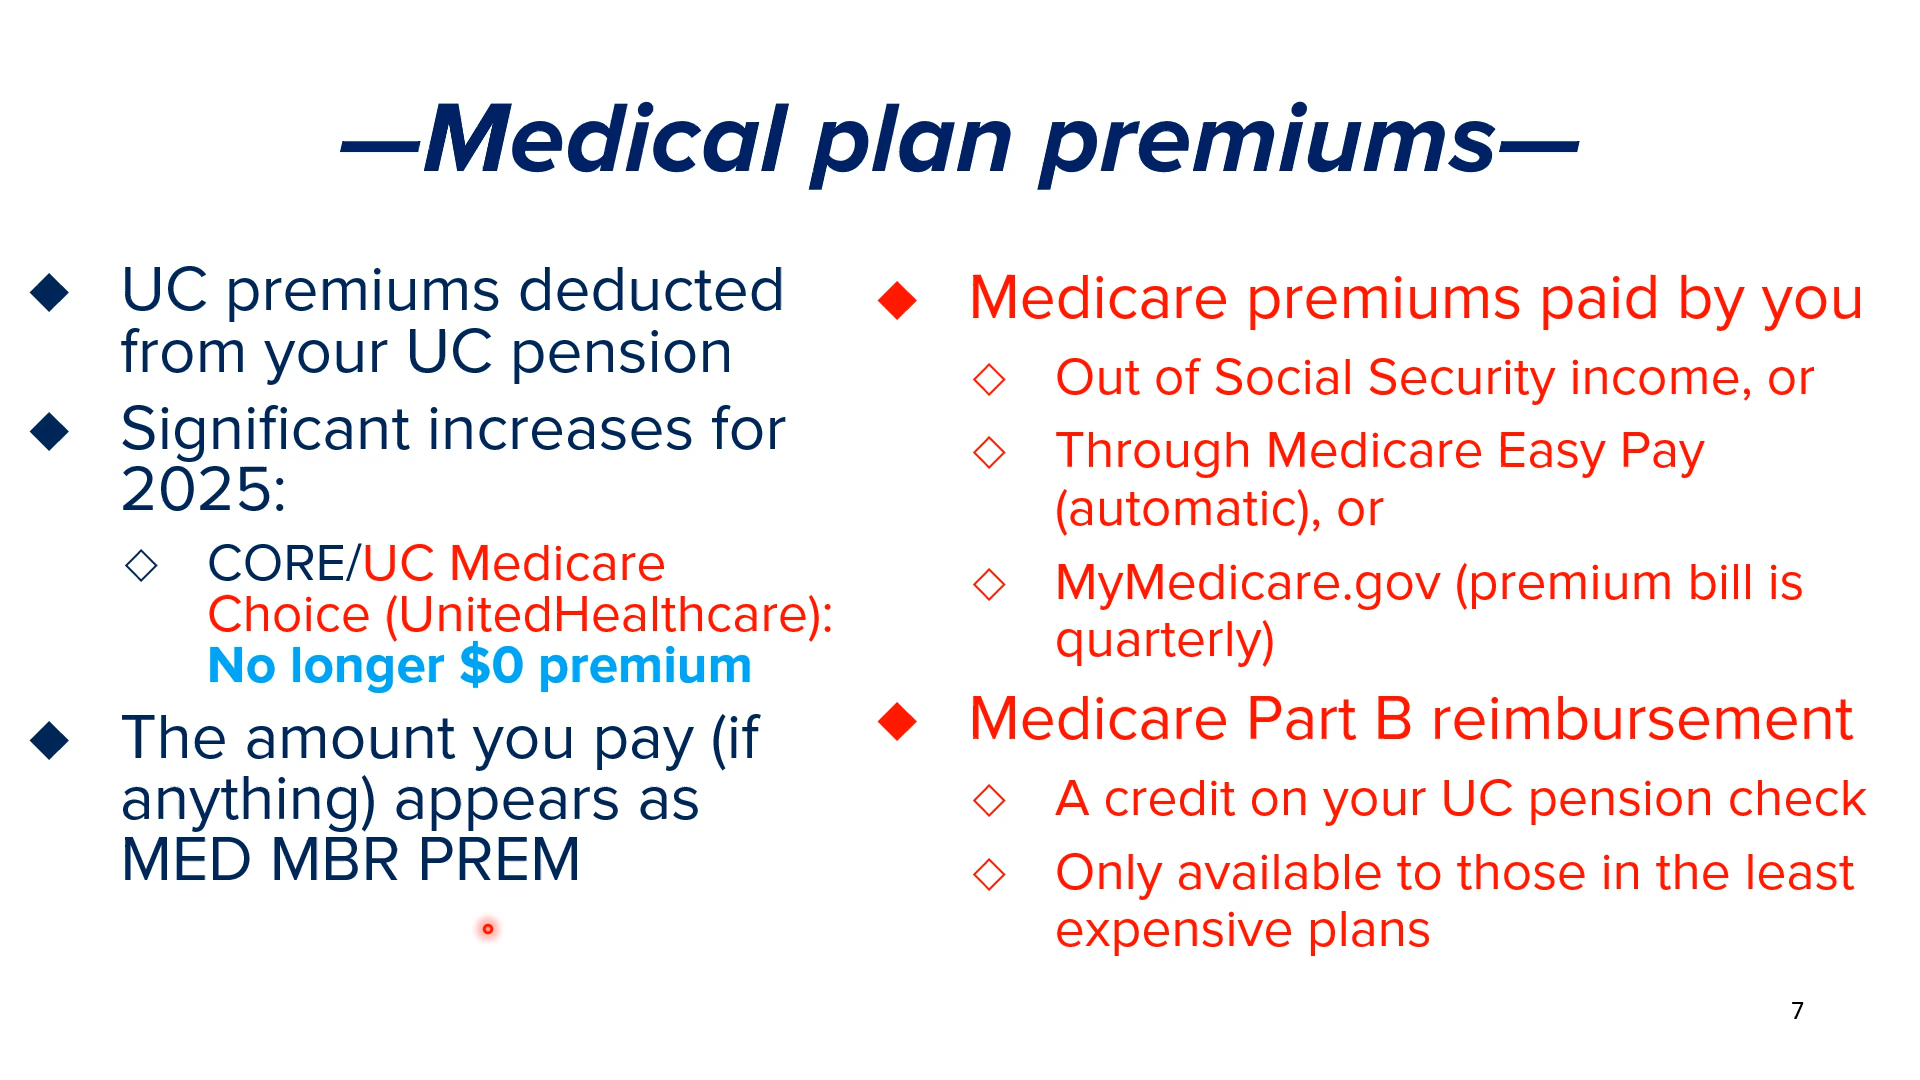 —Medical plan premiums—
UC premiums deducted
from your UC pension
Significant increases for
2025:
CORE/UC Medicare
Choice (UnitedHealthcare):
No longer $0 premium
The amount you pay (if
anything) appears as
MED MBR PREM
Medicare premiums paid by you
Out of Social Security income, or
Through Medicare Easy Pay
(automatic), or
MyMedicare.gov (premium bill is
quarterly)
Medicare Part B reimbursement
A credit on your UC pension check
Only available to those in the least
expensive plans
7